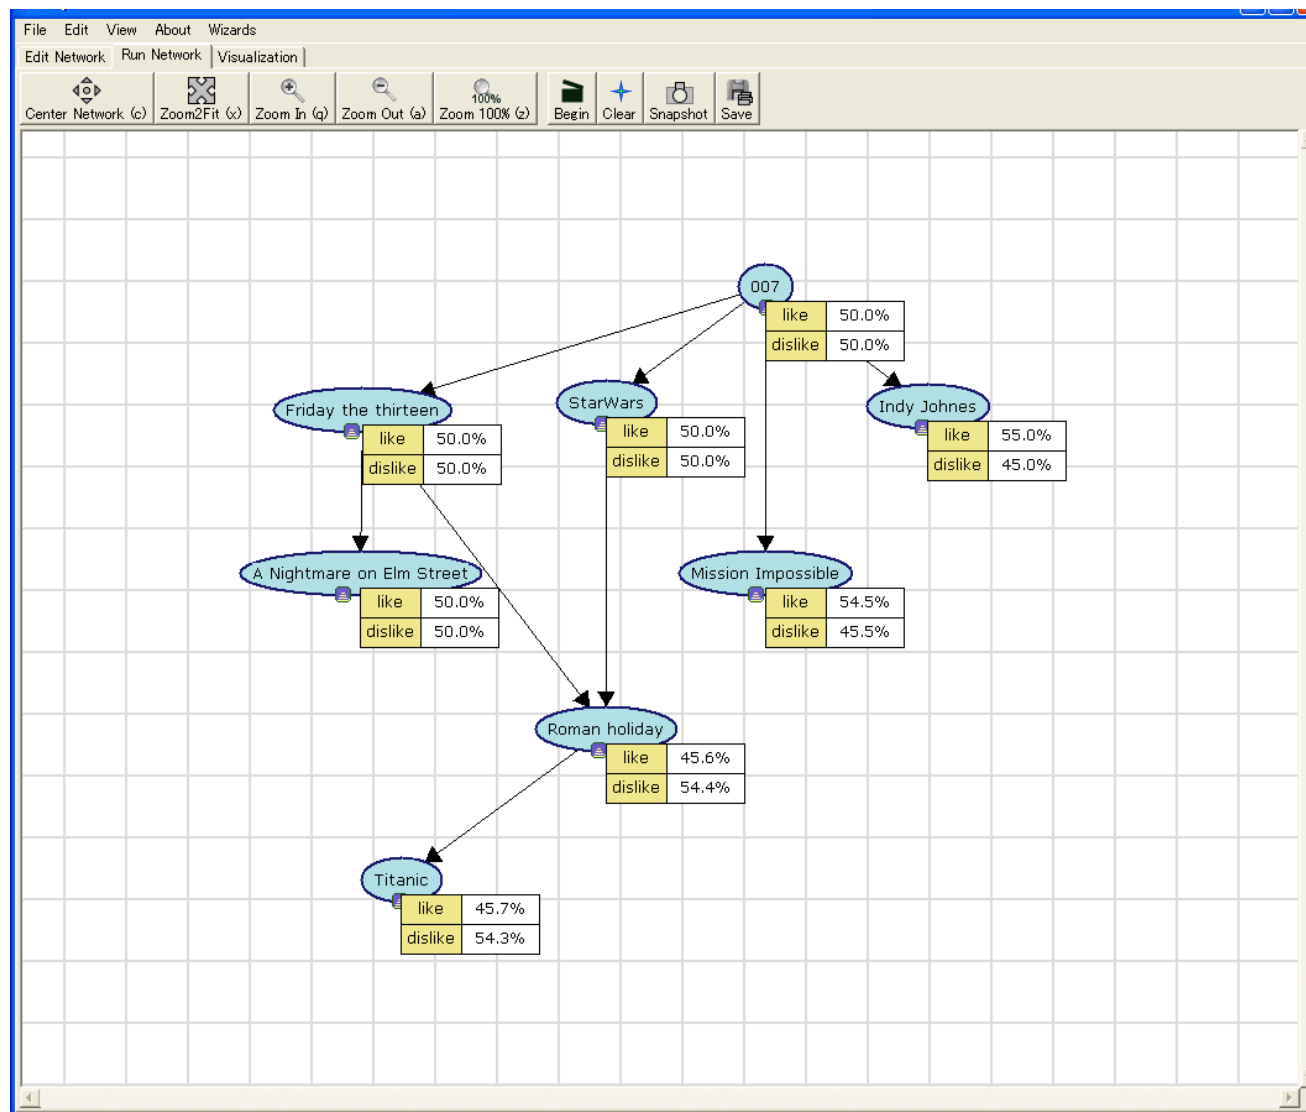 File Edit View About Wizards
Edit Network Run Network Visualization
Center Network (c) Zoom2Fit (x) Zoom In (q) Zoom Out (a) 100% Zoom 100% (z) Begin Clear Snapshot Save
007
like 50.0%
dislike 50.0%
Friday the thirteen
like 50.0%
dislike 50.0%
StarWars
like 50.0%
dislike 50.0%
Indy Johnes
like 55.0%
dislike 45.0%
A Nightmare on Elm Street
like 50.0%
dislike 50.0%
Mission Impossible
like 54.5%
dislike 45.5%
Roman holiday
like 45.6%
dislike 54.4%
Titanic
like 45.7%
dislike 54.3%